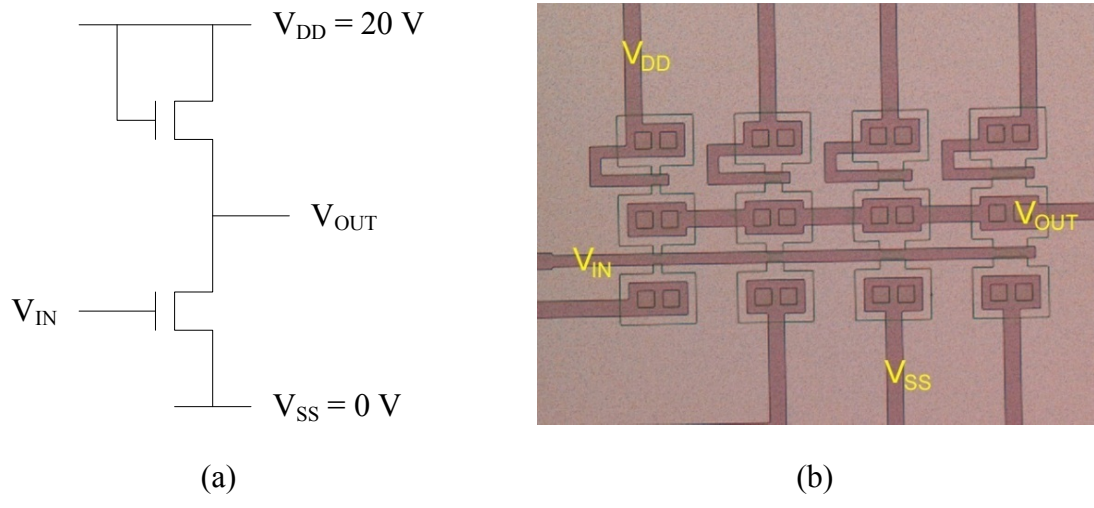 V_DD = 20 V
V_OUT
V_IN
V_SS = 0 V
(a)
V_DD
V_OUT
V_IN
V_SS
(b)